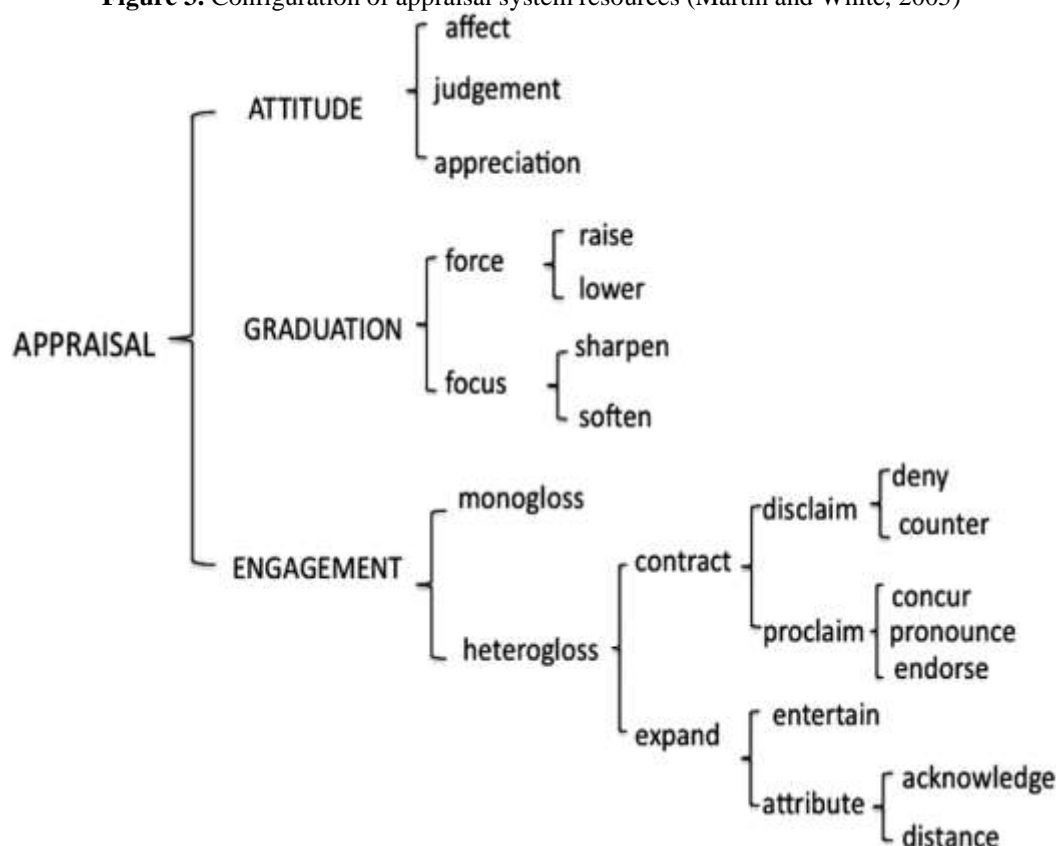 Figure 3. Configuration of appraisal system resources (Martin and White, 2005)
affect
ATTITUDE
judgement
appreciation
raise
force
lower
GRADUATION
APPRAISAL
sharpen
focus
soften
deny
monogloss
disclaim
counter
contract
ENGAGEMENT
concur
proclaim
pronounce
heterogloss
endorse
entertain
expand
acknowledge
attribute
distance